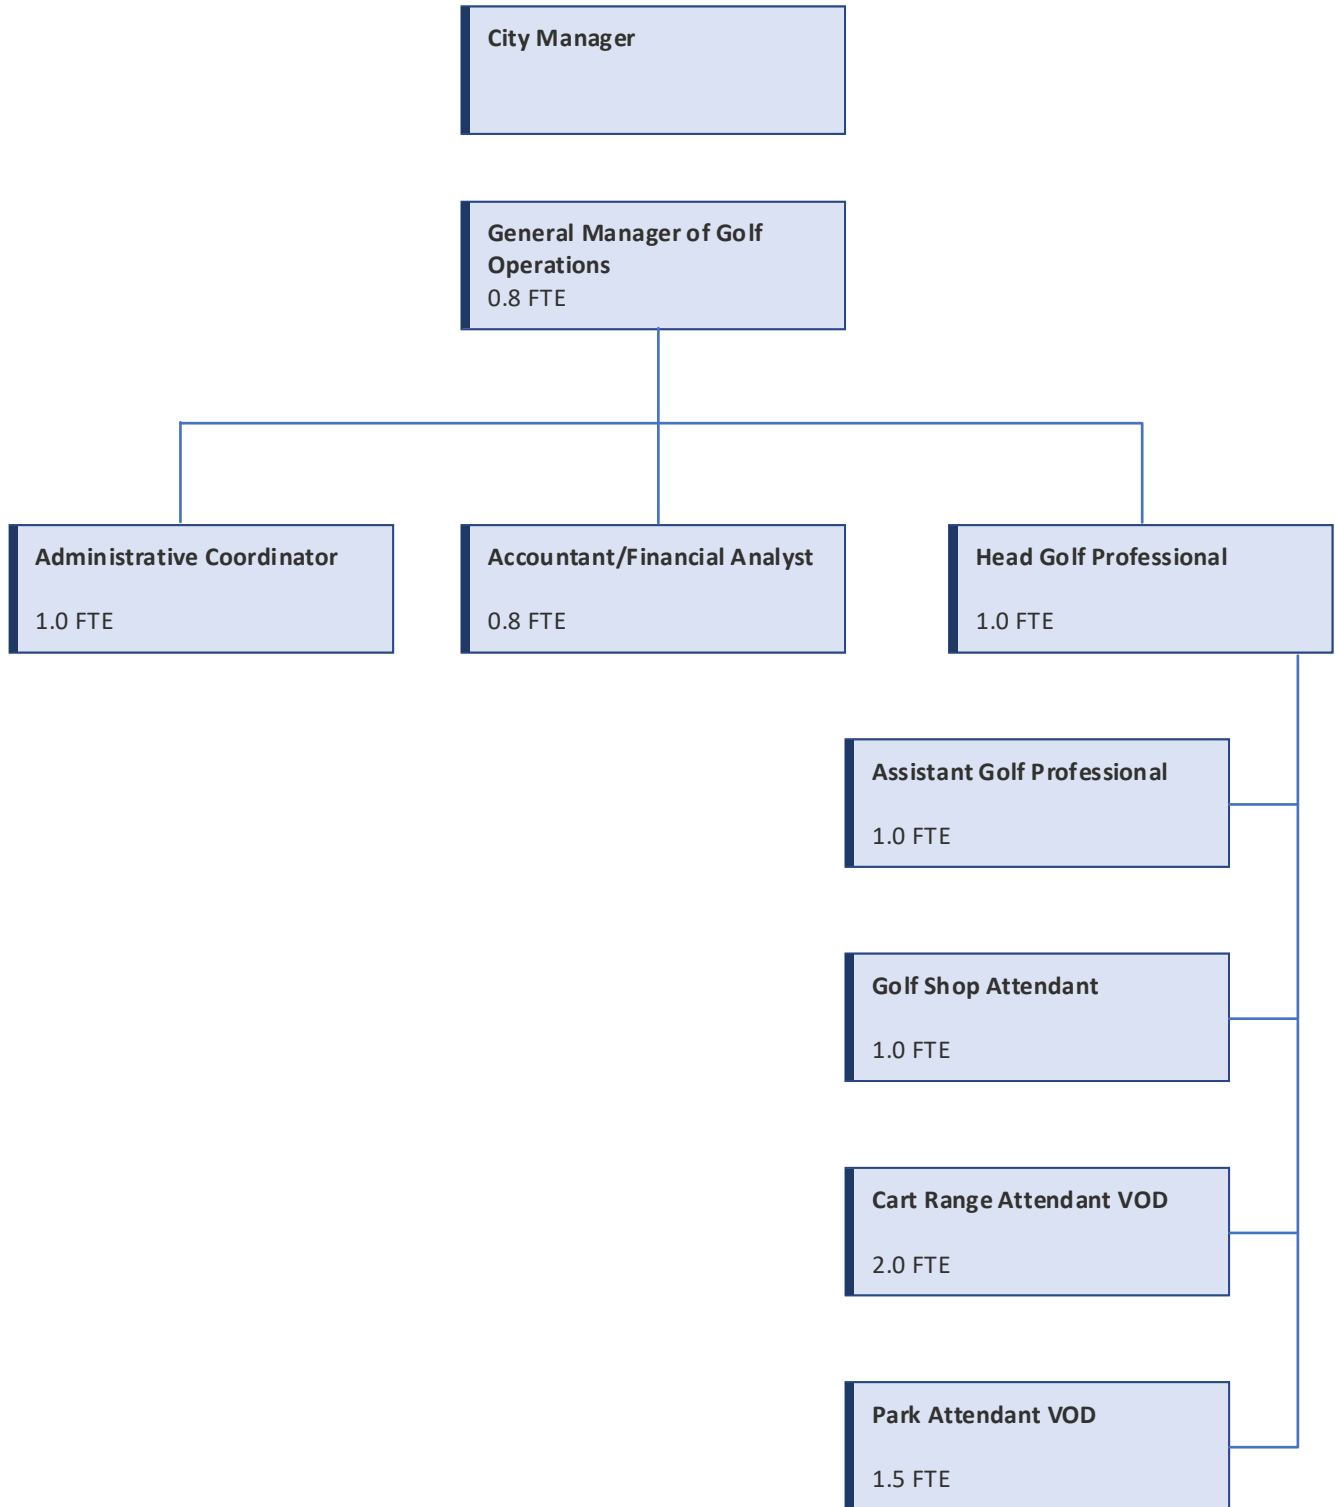 City Manager
General Manager of Golf
Operations
0.8 FTE
Administrative Coordinator
1.0 FTE
Accountant/Financial Analyst
0.8 FTE
Head Golf Professional
1.0 FTE
Assistant Golf Professional
1.0 FTE
Golf Shop Attendant
1.0 FTE
Cart Range Attendant VOD
2.0 FTE
Park Attendant VOD
1.5 FTE